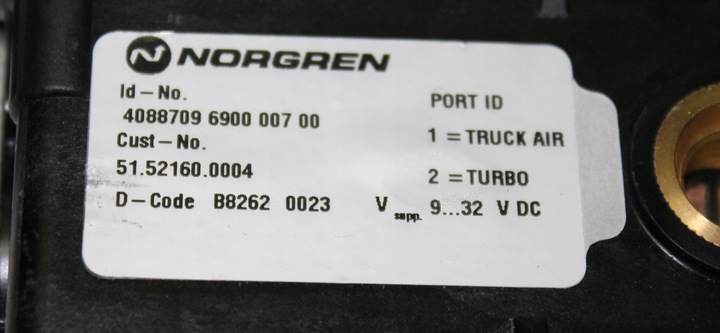 NORGREN
Id-No.
4088709 6900 007 00
Cust-No.
51.52160.0004
D-Code B8262 0023
PORT ID
1 = TRUCK AIR
2 = TURBO
V supp. 9...32 V DC